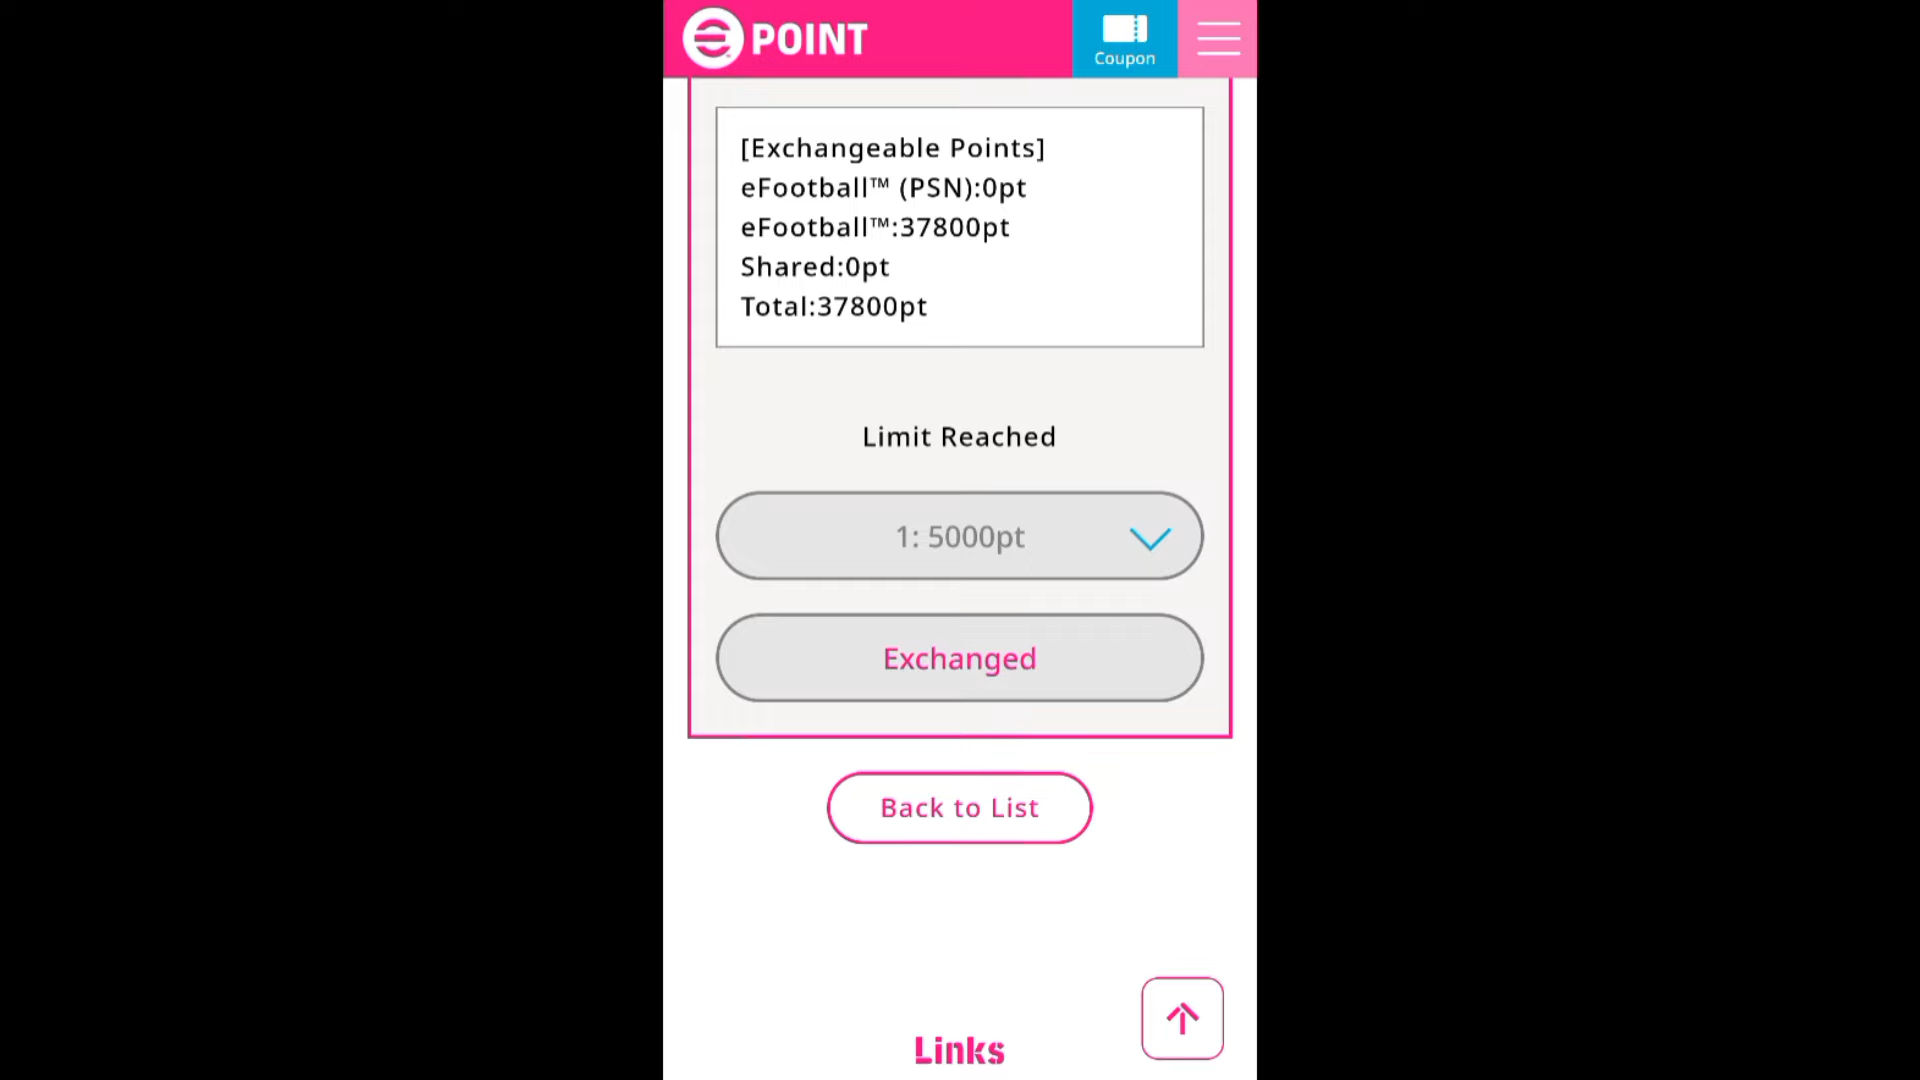 POINT
Coupon
[Exchangeable Points]
eFootball™ (PSN):0pt
eFootball™:37800pt
Shared:0pt
Total:37800pt
Limit Reached
1: 5000pt
Exchanged
Back to List
Links